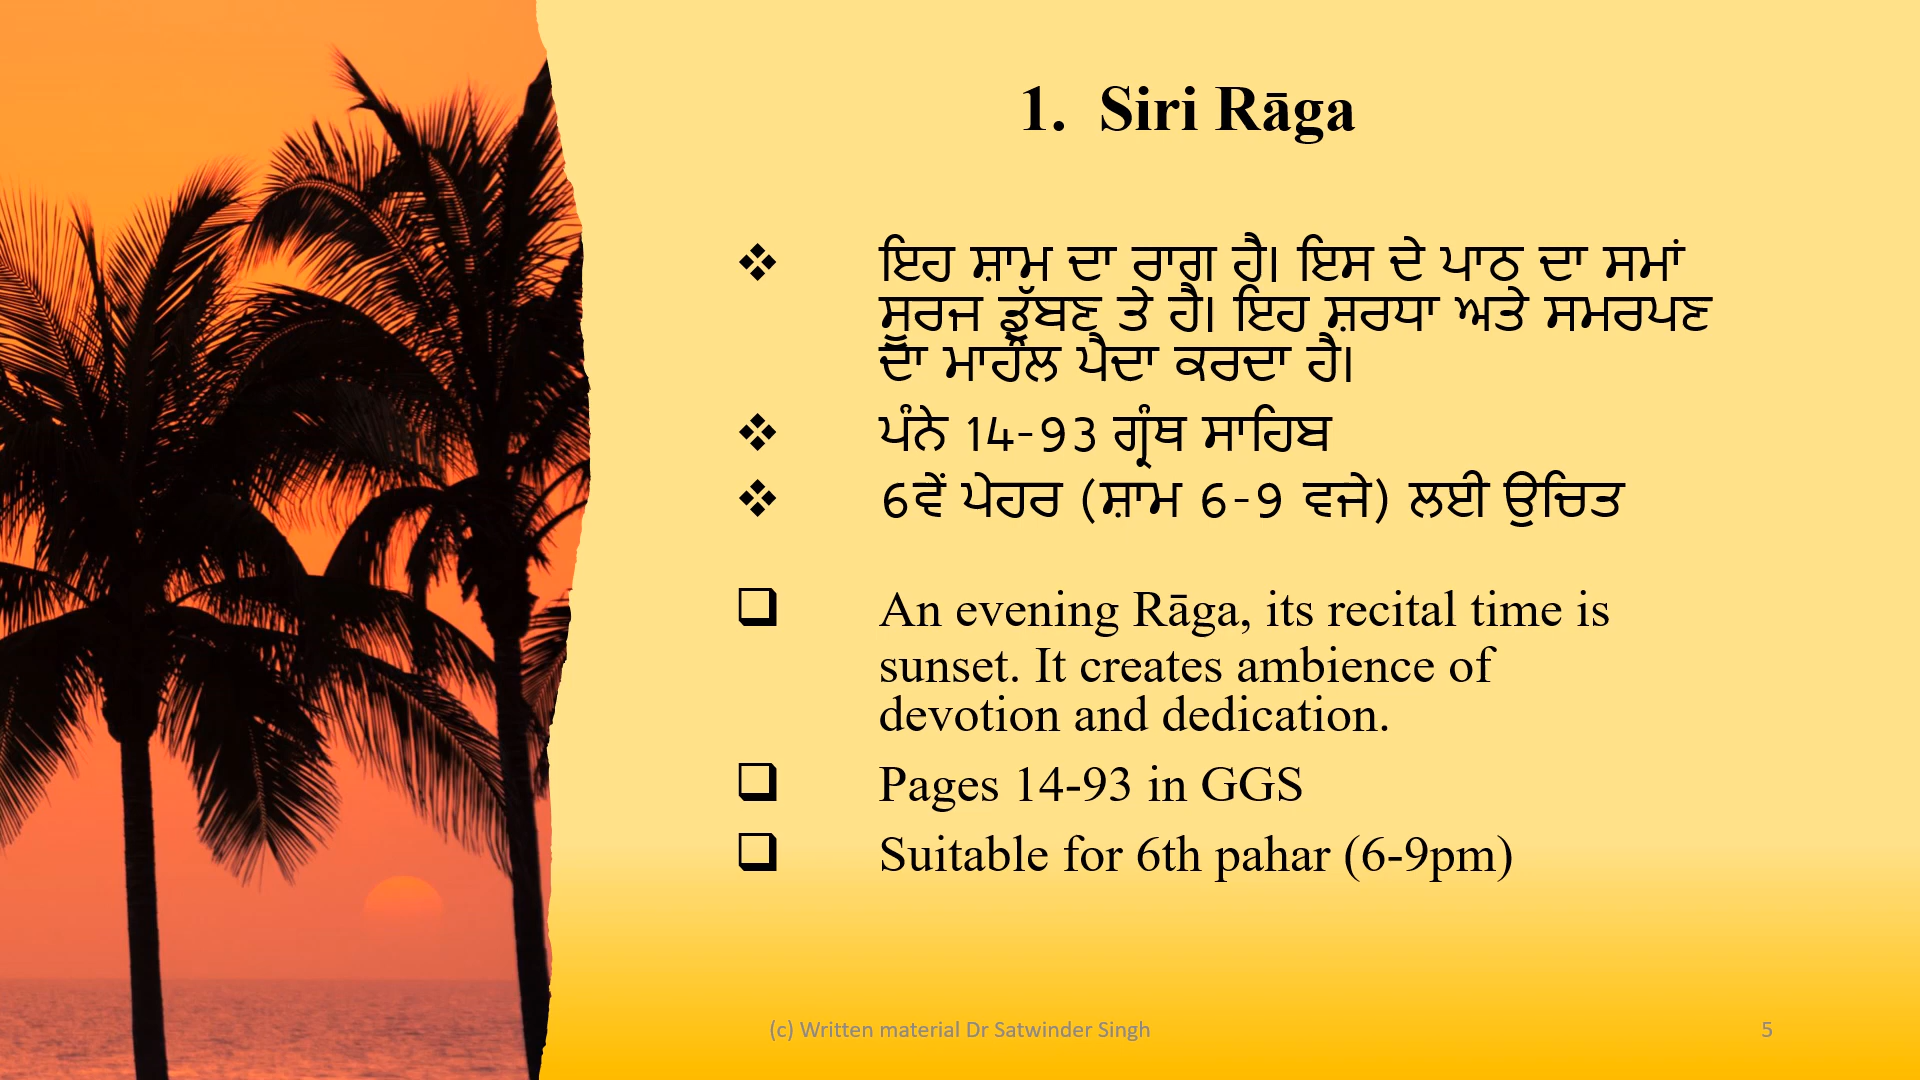 1. Siri Rāga
❖ ਇਹ ਸ਼ਾਮ ਦਾ ਰਾਗ ਹੈ। ਇਸ ਦੇ ਪਾਠ ਦਾ ਸਮਾਂ
ਸੂਰਜ ਡੁੱਬਣ ਤੇ ਹੈ। ਇਹ ਸ਼ਰਧਾ ਅਤੇ ਸਮਰਪਣ
ਦਾ ਮਾਹੌਲ ਪੈਦਾ ਕਰਦਾ ਹੈ।
❖ ਪੰਨੇ 14-93 ਗ੍ਰੰਥ ਸਾਹਿਬ
❖ 6ਵੇਂ ਪੇਹਰ (ਸ਼ਾਮ 6-9 ਵਜੇ) ਲਈ ਉਚਿਤ
❑ An evening Rāga, its recital time is
sunset. It creates ambience of
devotion and dedication.
❑ Pages 14-93 in GGS
❑ Suitable for 6th pahar (6-9pm)
(c) Written material Dr Satwinder Singh
5